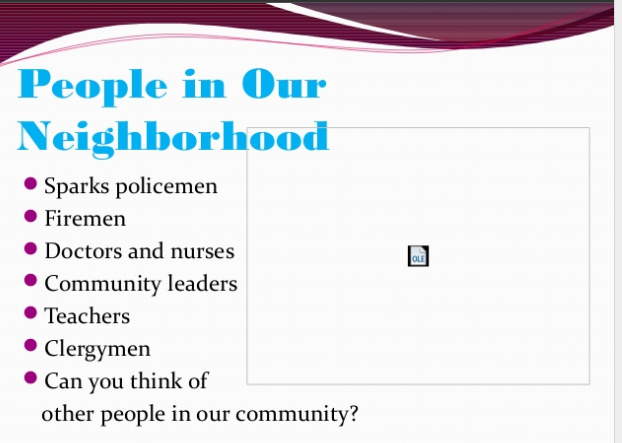 People in Our
Neighborhood
Sparks policemen
Firemen
Doctors and nurses
Community leaders
Teachers
Clergymen
Can you think of
other people in our community?
OLE